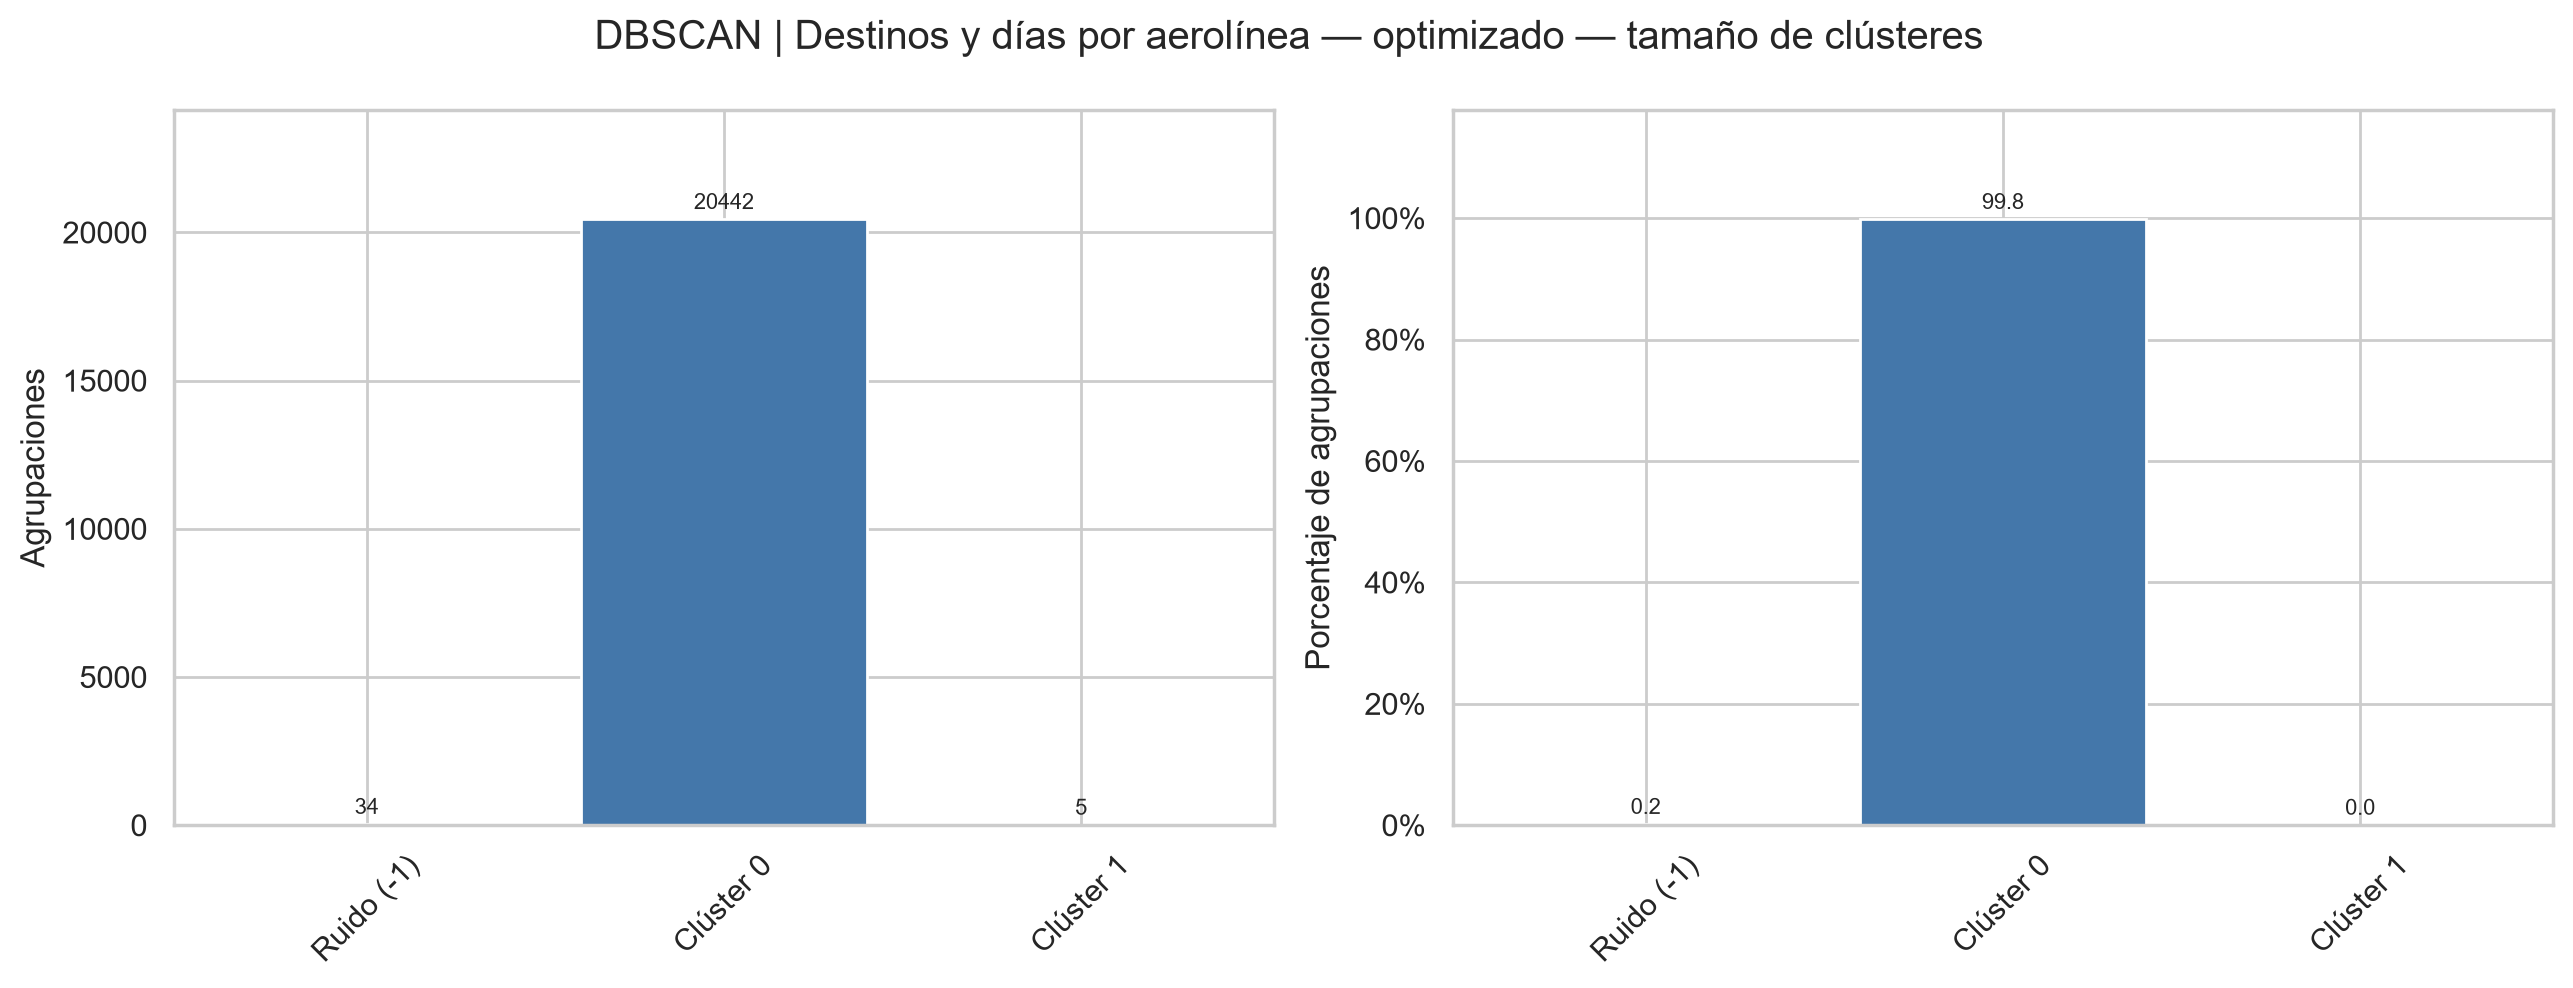 DBSCAN | Destinos y días por aerolínea — optimizado — tamaño de clústeres
Agrupaciones
20000
15000
10000
5000
0
34
20442
5
Ruido (-1)
Clúster 0
Clúster 1
Porcentaje de agrupaciones
100%
80%
60%
40%
20%
0%
0.2
99.8
0.0
Ruido (-1)
Clúster 0
Clúster 1